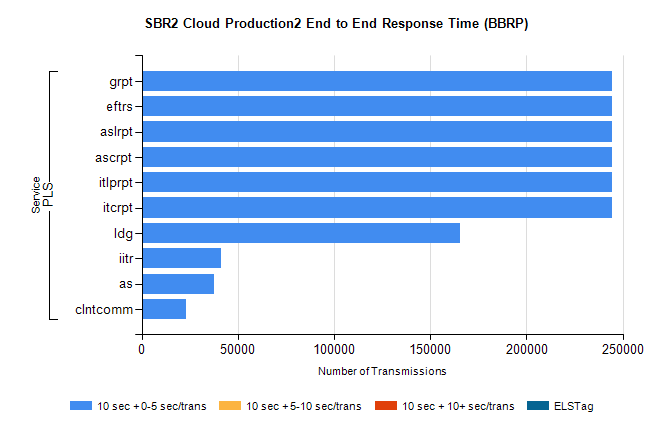 SBR2 Cloud Production2 End to End Response Time (BBRP)
Service
PLS
grpt
eftrs
aslrpt
ascrpt
itlprpt
itcrpt
ldg
iitr
as
clntcomm
0 50000 100000 150000 200000 250000
Number of Transmissions
10 sec +0-5 sec/trans 10 sec +5-10 sec/trans 10 sec + 10+ sec/trans ELSTag